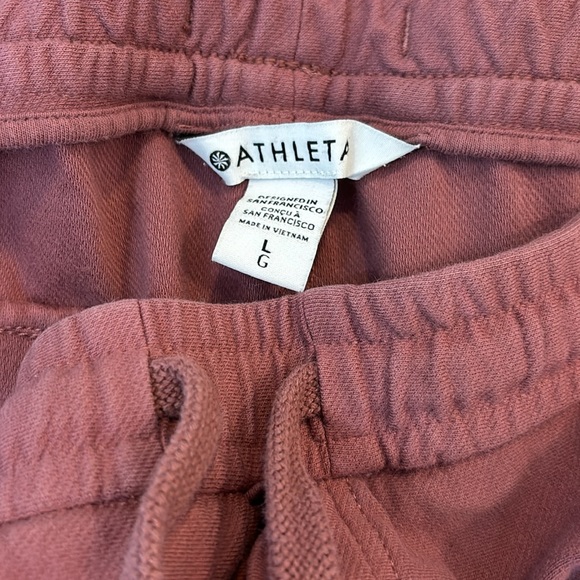 ATHLETA
DESIGNED IN
SAN FRANCISCO
CONÇU À
SAN FRANCISCO
MADE IN VIETNAM
L
G